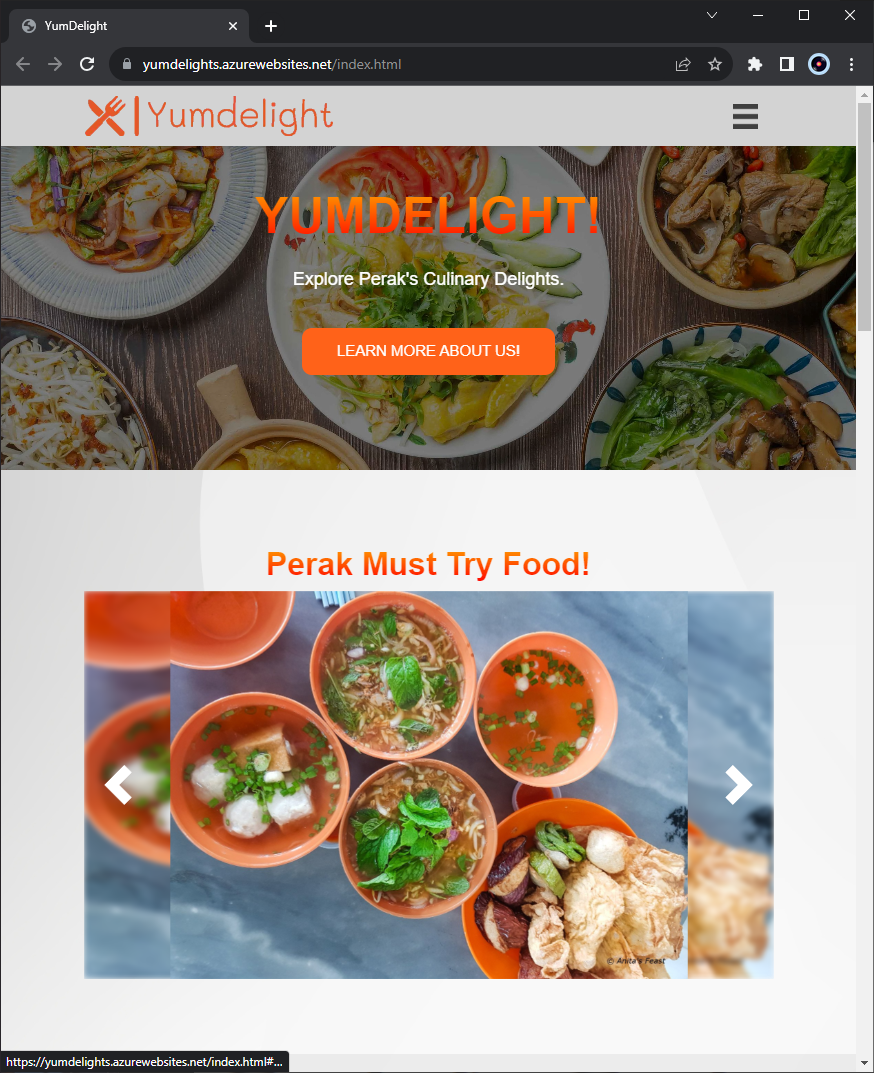 YumDelight
yumdelights.azurewebsites.net/index.html
Yumdelight
YUMDELIGHT!
Explore Perak's Culinary Delights.
LEARN MORE ABOUT US!
Perak Must Try Food!
© Anita's Feast
https://yumdelights.azurewebsites.net/index.html#...